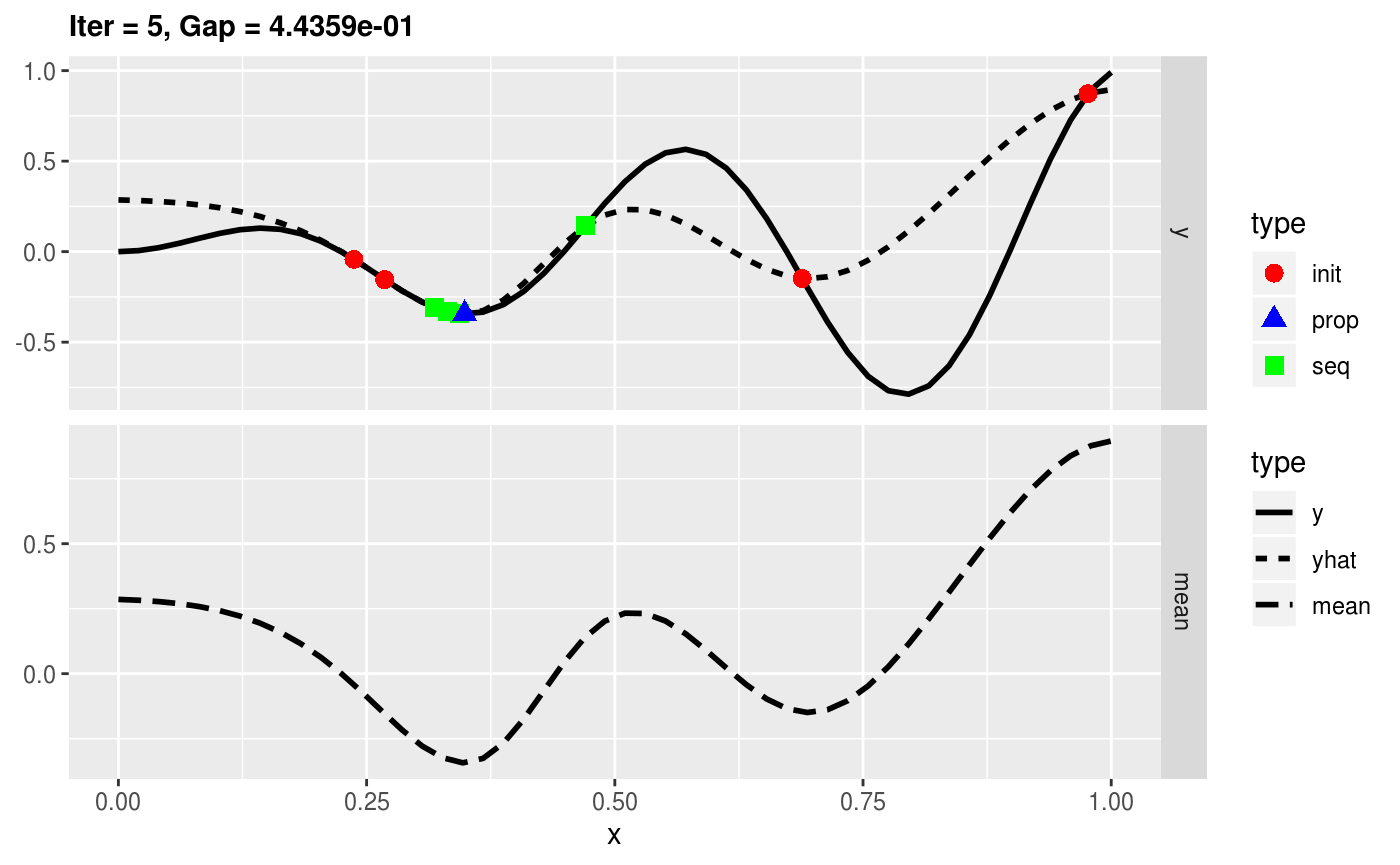 Iter = 5, Gap = 4.4359e-01
1.0
0.5
0.0
-0.5
y
0.5
0.0
mean
0.00
0.25
0.50
0.75
1.00
x
type
init
prop
seq
type
y
yhat
mean